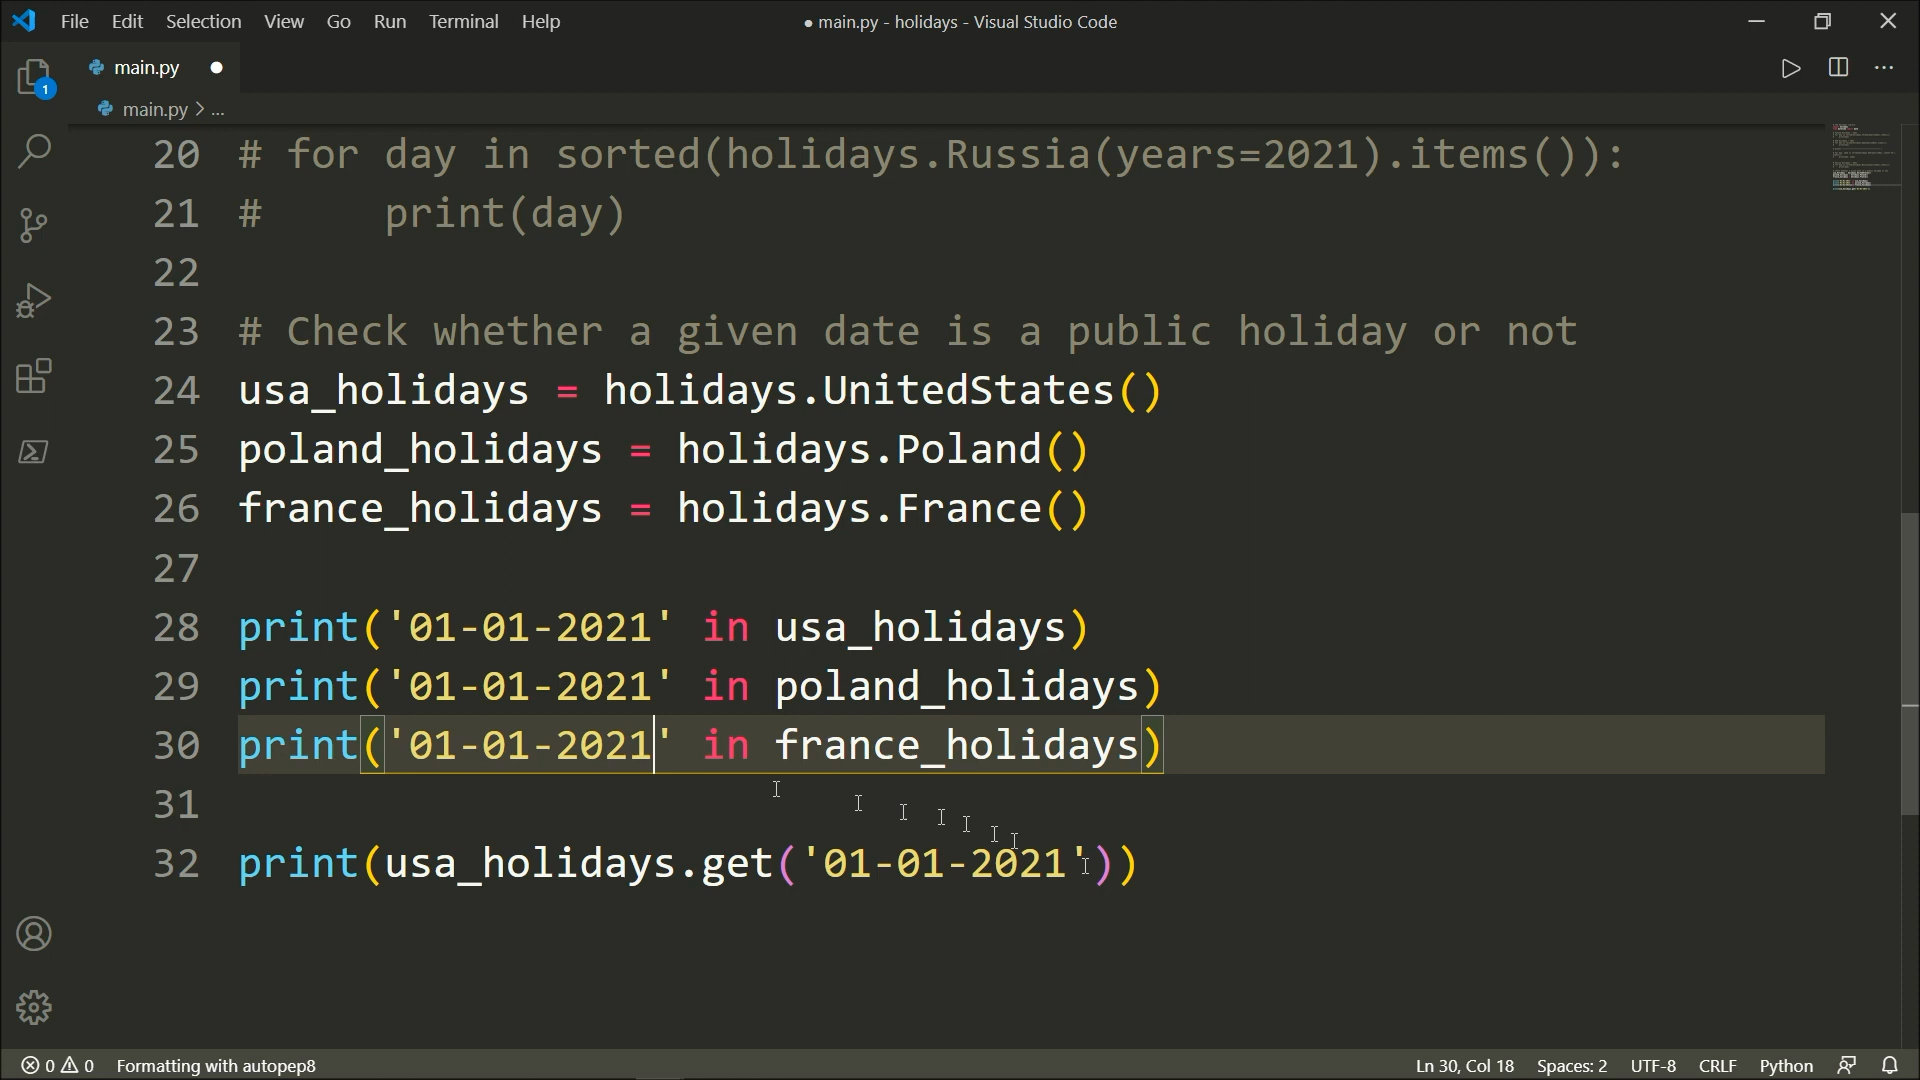 File Edit Selection View Go Run Terminal Help
● main.py - holidays - Visual Studio Code
main.py
main.py > ...
1
20 # for day in sorted(holidays.Russia(years=2021).items()):
21 #     print(day)
22
23 # Check whether a given date is a public holiday or not
24 usa_holidays = holidays.UnitedStates()
25 poland_holidays = holidays.Poland()
26 france_holidays = holidays.France()
27
28 print('01-01-2021' in usa_holidays)
29 print('01-01-2021' in poland_holidays)
30 print('01-01-2021' in france_holidays)
31
32 print(usa_holidays.get('01-01-2021'))
0 0 Formatting with autopep8 Ln 30, Col 18 Spaces: 2 UTF-8 CRLF Python